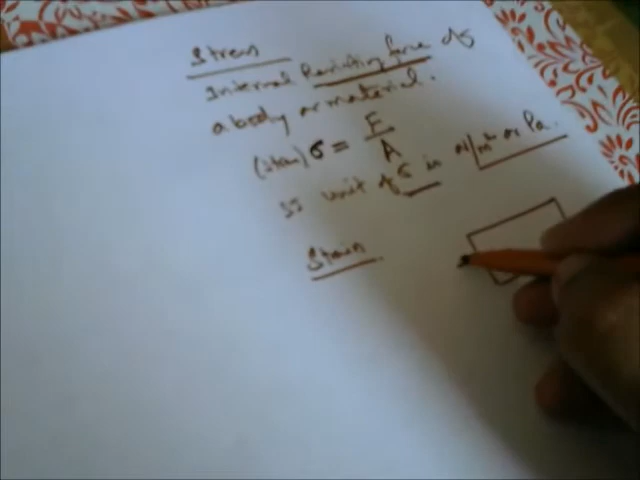 Stress
Internal Resisting force of
a body or material.
(stress) σ = F/A
SI unit of σ is N/m² or Pa.
Strain